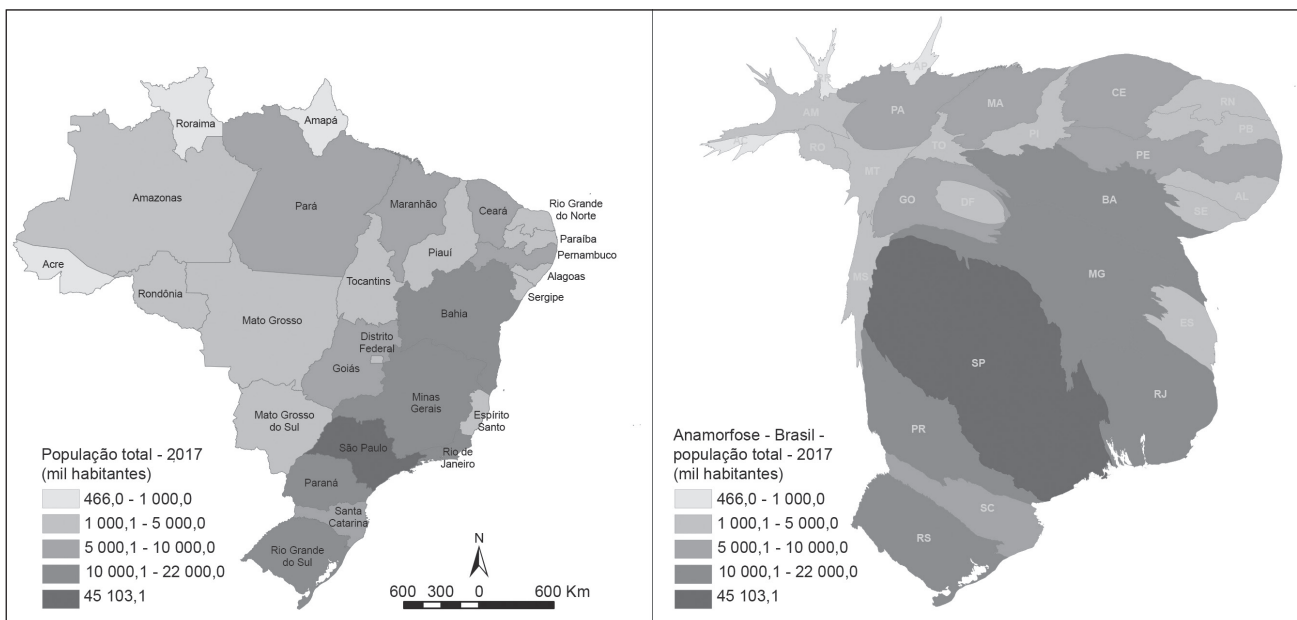 Roraima
Amapá
Amazonas
Pará
Maranhão
Ceará
Rio Grande
do Norte
Paraíba
Pernambuco
Piauí
Acre
Alagoas
Tocantins
Sergipe
Rondônia
Mato Grosso
Bahia
Distrito
Federal
Goiás
Minas
Gerais
Mato Grosso
do Sul
Espírito
Santo
São Paulo
Rio de
Janeiro
Paraná
Santa
Catarina
Rio Grande
do Sul
População total - 2017
(mil habitantes)
466,0 - 1 000,0
1 000,1 - 5 000,0
5 000,1 - 10 000,0
10 000,1 - 22 000,0
45 103,1
N
600 300 0 600 Km
AP
AM
PA
MA
CE
RN
PB
PI
PE
AC
RO
TO
MT
AL
SE
GO
DF
BA
MG
MS
ES
SP
RJ
PR
SC
RS
Anamorfose - Brasil -
população total - 2017
(mil habitantes)
466,0 - 1 000,0
1 000,1 - 5 000,0
5 000,1 - 10 000,0
10 000,1 - 22 000,0
45 103,1